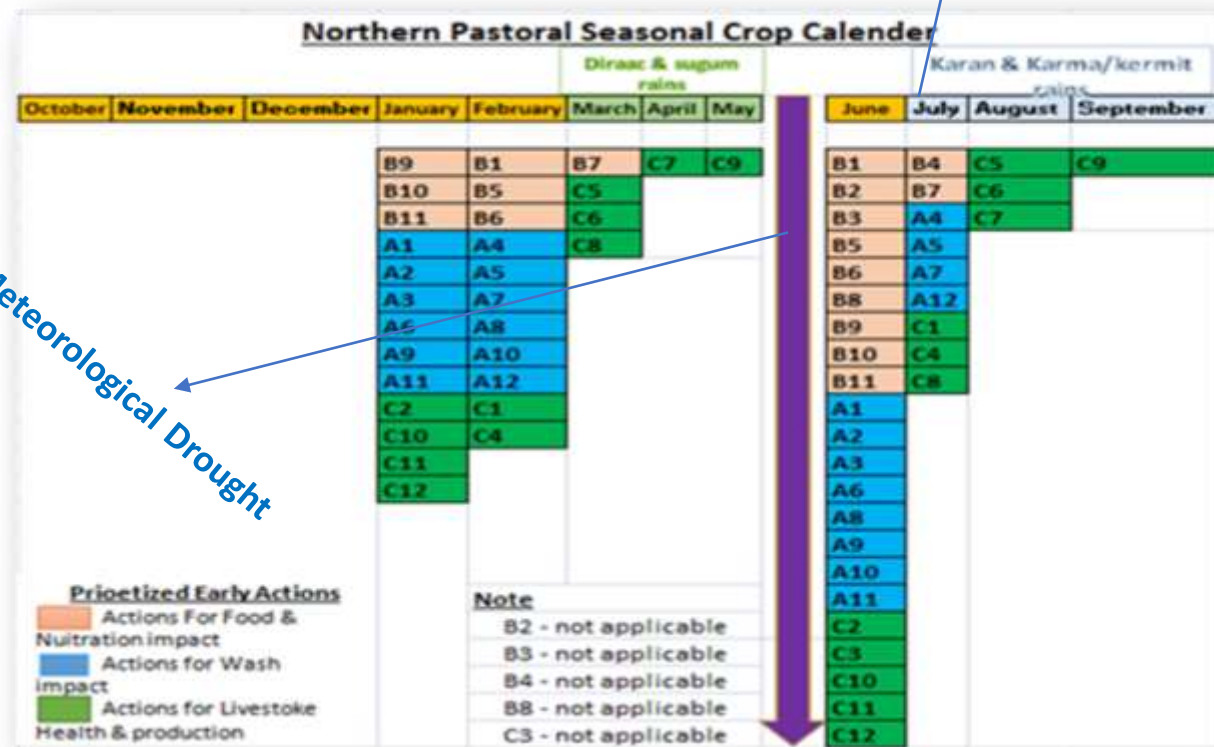 Northern Pastoral Seasonal Crop Calender
Diraac & sugum
rains
Karan & Karma/kermit
rains
October November December January February March April May June July August September
B9 B1 B7 C7 C9 B1 B4 C5 C9
B10 B5 C5 B2 B7 C6
B11 B6 C6 B3 A4 C7
A1 A4 C8 B5 A5
A2 A5 B6 A7
A3 A7 B8 A12
A6 A8 B9 C1
A9 A10 B10 C4
A11 A12 B11 C8
C2 C1 A1
C10 C4 A2
C11 A3
C12 A6
A8
A9
A10
A11
C2
C3
C10
C11
C12
Meteorological Drought
Prioetized Early Actions
Actions For Food &
Nuitration impact
Actions for Wash
impact
Actions for Livestoke
Health & production
Note
B2 - not applicable
B3 - not applicable
B4 - not applicable
B8 - not applicable
C3 - not applicable